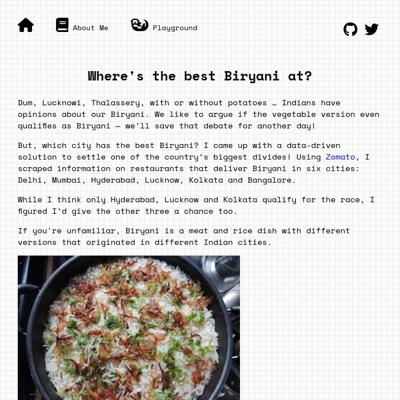 About Me
Playground
Where's the best Biryani at?
Dum, Lucknowi, Thalassery, with or without potatoes … Indians have
opinions about our Biryani. We like to argue if the vegetable version even
qualifies as Biryani — we'll save that debate for another day!
But, which city has the best Biryani? I came up with a data-driven
solution to settle one of the country's biggest divides! Using Zomato, I
scraped information on restaurants that deliver Biryani in six cities:
Delhi, Mumbai, Hyderabad, Lucknow, Kolkata and Bangalore.
While I think only Hyderabad, Lucknow and Kolkata qualify for the race, I
figured I'd give the other three a chance too.
If you're unfamiliar, Biryani is a meat and rice dish with different
versions that originated in different Indian cities.